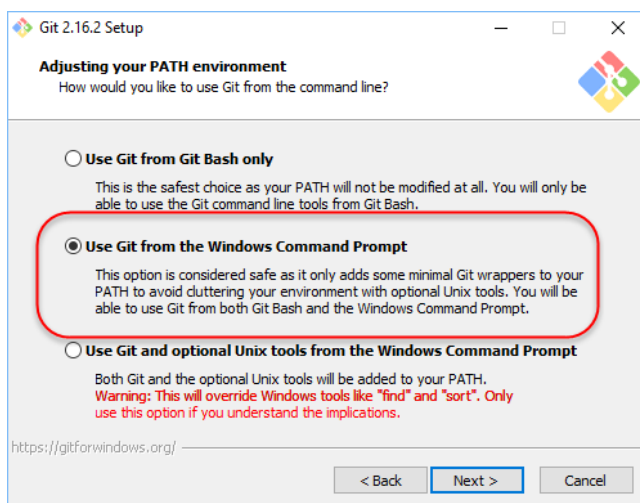 Git 2.16.2 Setup
Adjusting your PATH environment
How would you like to use Git from the command line?
Use Git from Git Bash only
This is the safest choice as your PATH will not be modified at all. You will only be
able to use the Git command line tools from Git Bash.
Use Git from the Windows Command Prompt
This option is considered safe as it only adds some minimal Git wrappers to your
PATH to avoid cluttering your environment with optional Unix tools. You will be
able to use Git from both Git Bash and the Windows Command Prompt.
Use Git and optional Unix tools from the Windows Command Prompt
Both Git and the optional Unix tools will be added to your PATH.
Warning: This will override Windows tools like "find" and "sort". Only
use this option if you understand the implications.
https://gitforwindows.org/
< Back Next > Cancel